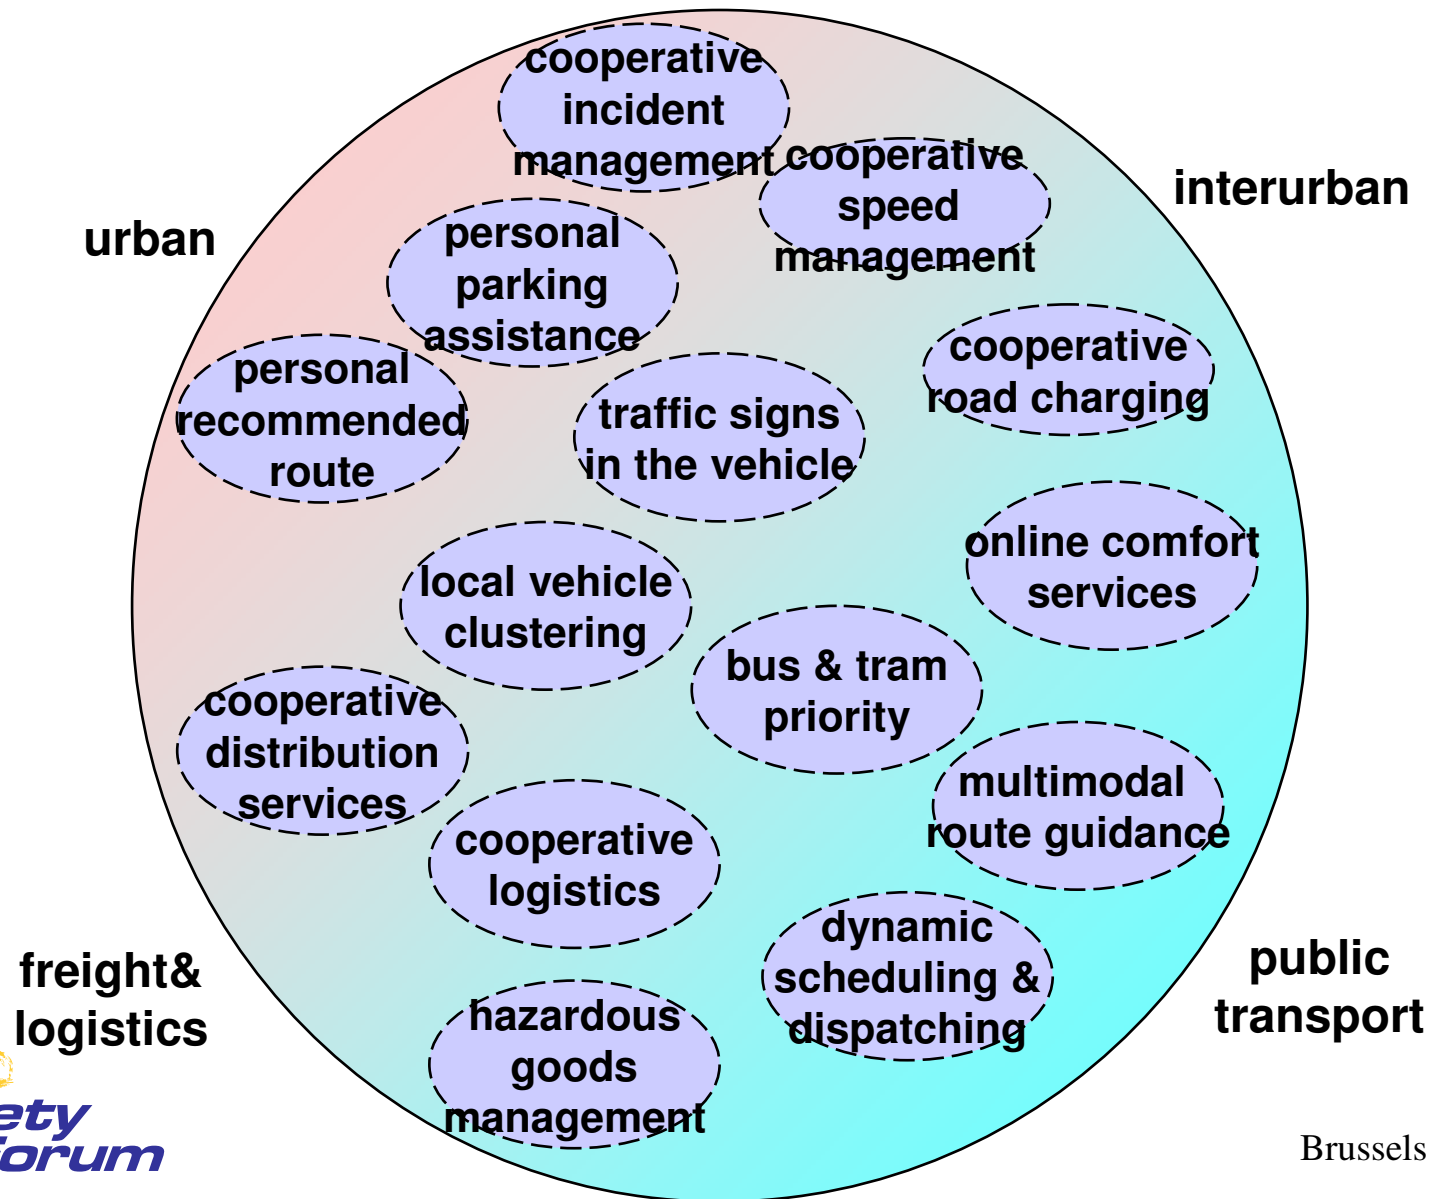 cooperative
incident
management
cooperative
speed
management
interurban
urban
personal
parking
assistance
cooperative
road charging
personal
recommended
route
traffic signs
in the vehicle
online comfort
services
local vehicle
clustering
bus & tram
priority
cooperative
distribution
services
multimodal
route guidance
cooperative
logistics
dynamic
scheduling &
dispatching
freight&
logistics
public
transport
hazardous
goods
management
ety
orum
Brussels